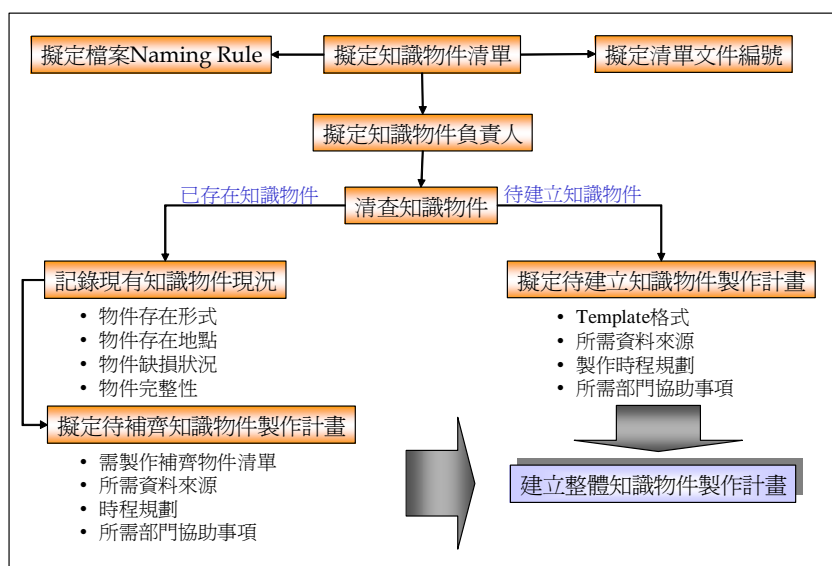 擬定檔案Naming Rule
擬定知識物件清單
擬定清單文件編號
擬定知識物件負責人
已存在知識物件
清查知識物件
待建立知識物件
記錄現有知識物件現況
• 物件存在形式
• 物件存在地點
• 物件缺損狀況
• 物件完整性
擬定待補齊知識物件製作計畫
• 需製作補齊物件清單
• 所需資料來源
• 時程規劃
• 所需部門協助事項
擬定待建立知識物件製作計畫
• Template格式
• 所需資料來源
• 製作時程規劃
• 所需部門協助事項
建立整體知識物件製作計畫